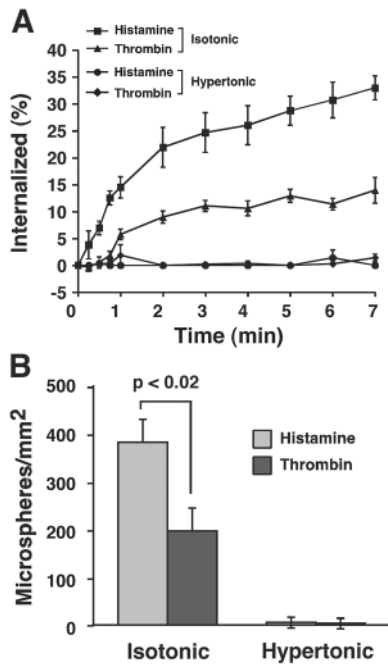 A
Histamine
Thrombin
Isotonic
Histamine
Thrombin
Hypertonic
Internalized (%)
40
35
30
25
20
15
10
5
0
-5
0 1 2 3 4 5 6 7
Time (min)
B
Microspheres/mm²
500
400
300
200
100
0
p < 0.02
Histamine
Thrombin
Isotonic Hypertonic